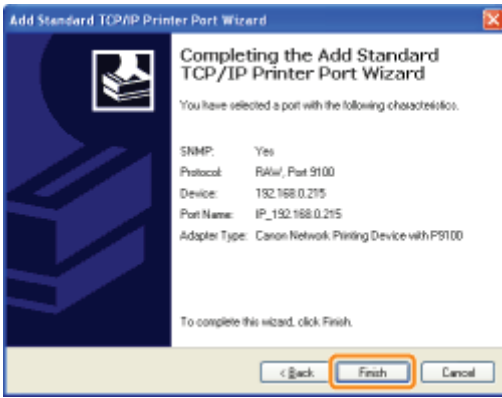 Add Standard TCP/IP Printer Port Wizard
Completing the Add Standard
TCP/IP Printer Port Wizard
You have selected a port with the following characteristics.
SNMP: Yes
Protocol: RAW, Port 9100
Device: 192.168.0.215
Port Name: IP_192.168.0.215
Adapter Type: Canon Network Printing Device with P9100
To complete this wizard, click Finish.
< Back Finish Cancel